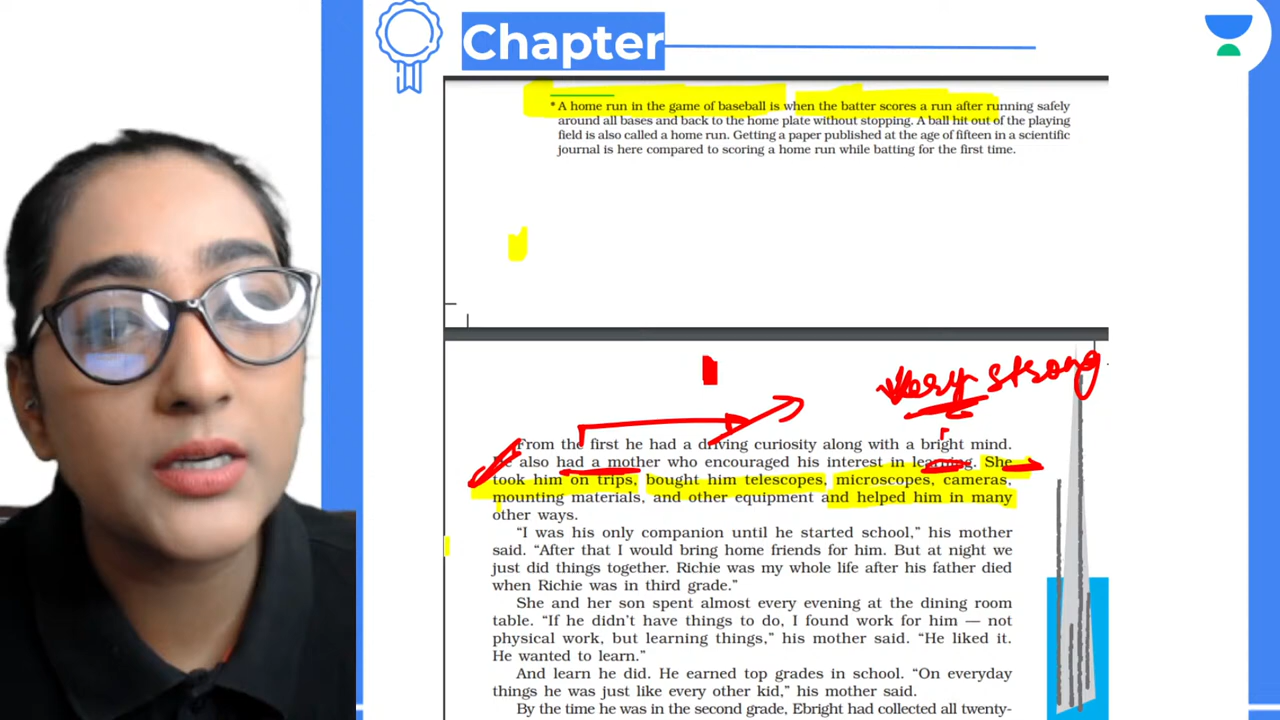 Chapter
* A home run in the game of baseball is when the batter scores a run after running safely
around all bases and back to the home plate without stopping. A ball hit out of the playing
field is also called a home run. Getting a paper published at the age of fifteen in a scientific
journal is here compared to scoring a home run while batting for the first time.
Very strong
From the first he had a driving curiosity along with a bright mind.
He also had a mother who encouraged his interest in learning. She
took him on trips, bought him telescopes, microscopes, cameras,
mounting materials, and other equipment and helped him in many
other ways.
“I was his only companion until he started school,” his mother
said. “After that I would bring home friends for him. But at night we
just did things together. Richie was my whole life after his father died
when Richie was in third grade.”
She and her son spent almost every evening at the dining room
table. “If he didn’t have things to do, I found work for him — not
physical work, but learning things,” his mother said. “He liked it.
He wanted to learn.”
And learn he did. He earned top grades in school. “On everyday
things he was just like every other kid,” his mother said.
By the time he was in the second grade, Ebright had collected all twenty-